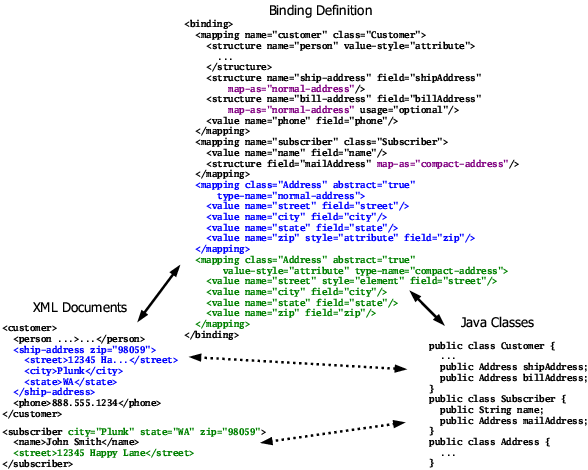 Binding Definition
<binding>
<mapping name="customer" class="Customer">
<structure name="person" value-style="attribute">
...
</structure>
<structure name="ship-address" field="shipAddress"
map-as="normal-address"/>
<structure name="bill-address" field="billAddress"
map-as="normal-address" usage="optional"/>
<value name="phone" field="phone"/>
</mapping>
<mapping name="subscriber" class="Subscriber">
<value name="name" field="name"/>
<structure field="mailAddress" map-as="compact-address"/>
</mapping>
<mapping class="Address" abstract="true"
type-name="normal-address">
<value name="street" field="street"/>
<value name="city" field="city"/>
<value name="state" field="state"/>
<value name="zip" style="attribute" field="zip"/>
</mapping>
<mapping class="Address" abstract="true"
value-style="attribute" type-name="compact-address">
<value name="street" style="element" field="street"/>
<value name="city" field="city"/>
<value name="state" field="state"/>
<value name="zip" field="zip"/>
</mapping>
</binding>
XML Documents
<customer>
<person ...>...</person>
<ship-address zip="98059">
<street>12345 Ha...</street>
<city>Plunk</city>
<state>WA</state>
</ship-address>
<phone>888.555.1234</phone>
</customer>
<subscriber city="Plunk" state="WA" zip="98059">
<name>John Smith</name>
<street>12345 Happy Lane</street>
</subscriber>
Java Classes
public class Customer {
...
public Address shipAddress;
public Address billAddress;
}
public class Subscriber {
public String name;
public Address mailAddress;
}
public class Address {
...
}